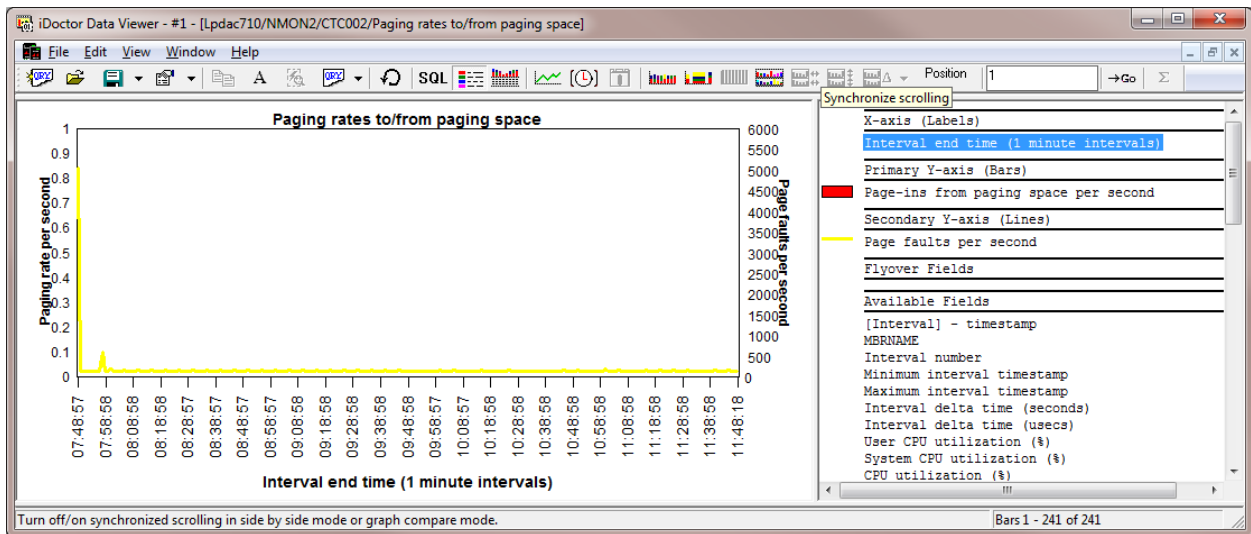 iDoctor Data Viewer - #1 - [Lpdac710/NMON2/CTC002/Paging rates to/from paging space]
File Edit View Window Help
QRY A QRY SQL Position 1 →Go Σ
Synchronize scrolling
Paging rates to/from paging space
Paging rate per second
1
0.9
0.8
0.7
0.6
0.5
0.4
0.3
0.2
0.1
0
6000
5500
5000
4500
4000
3500
3000
2500
2000
1500
1000
500
0
Page faults per second
07:48:57
07:58:58
08:08:58
08:18:58
08:28:57
08:38:57
08:48:57
08:58:57
09:08:58
09:18:58
09:28:58
09:38:58
09:48:58
09:58:57
10:08:57
10:18:58
10:28:58
10:38:58
10:48:58
10:58:58
11:08:58
11:18:58
11:28:58
11:38:58
11:48:18
Interval end time (1 minute intervals)
X-axis (Labels)
Interval end time (1 minute intervals)
Primary Y-axis (Bars)
Page-ins from paging space per second
Secondary Y-axis (Lines)
Page faults per second
Flyover Fields
Available Fields
[Interval] - timestamp
MBRNAME
Interval number
Minimum interval timestamp
Maximum interval timestamp
Interval delta time (seconds)
Interval delta time (usecs)
User CPU utilization (%)
System CPU utilization (%)
CPU utilization (%)
Turn off/on synchronized scrolling in side by side mode or graph compare mode.
Bars 1 - 241 of 241